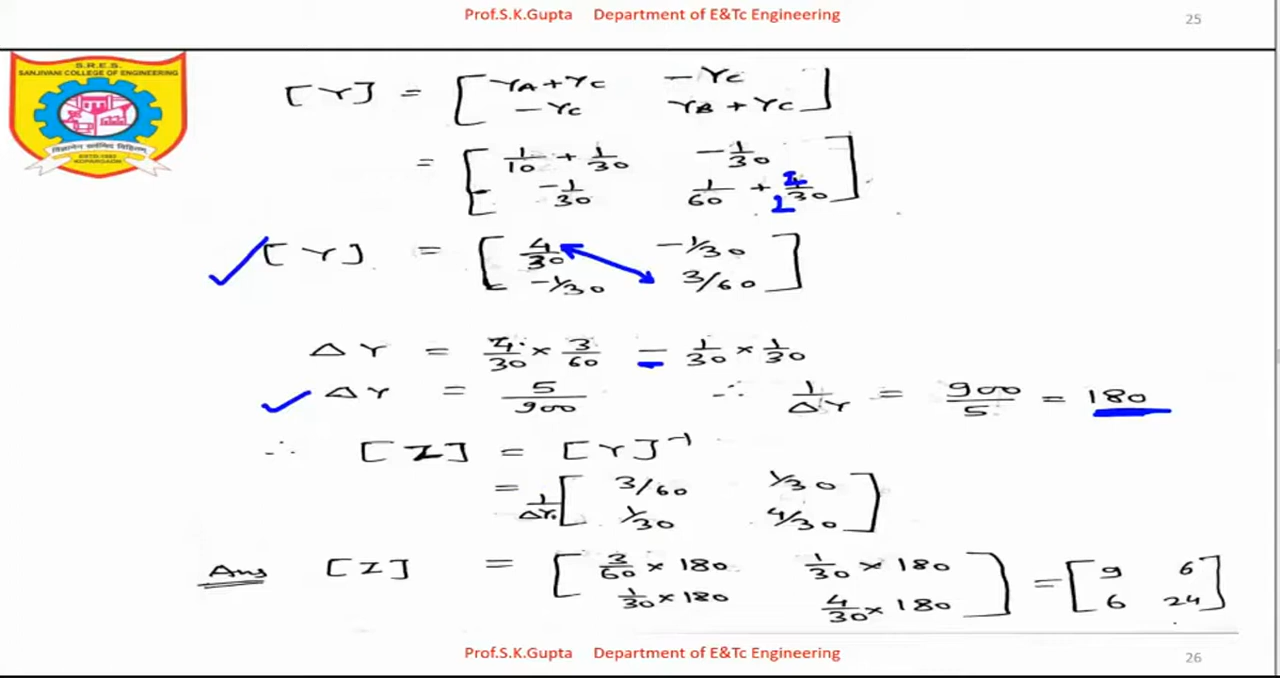 Prof.S.K.Gupta Department of E&Tc Engineering 25
S.R.E.S.
SANJIVANI COLLEGE OF ENGINEERING
ESTD:1983
KOPARGAON
[Y] = [ YA + YC   - YC
- YC   YB + YC ]
= [ 1/10 + 1/30   - 1/30
- 1/30   1/60 + 1/30 ]
[Y] = [ 4/30   - 1/30
- 1/30   3/60 ]
ΔY = 4/30 × 3/60 - 1/30 × 1/30
ΔY = 5/900 ∴ 1/ΔY = 900/5 = 180
∴ [Z] = [Y]⁻¹
= 1/ΔY [ 3/60   1/30
1/30   4/30 ]
Ans [Z] = [ 3/60 × 180   1/30 × 180
1/30 × 180   4/30 × 180 ] = [ 9   6
6   24 ]
Prof.S.K.Gupta Department of E&Tc Engineering 26